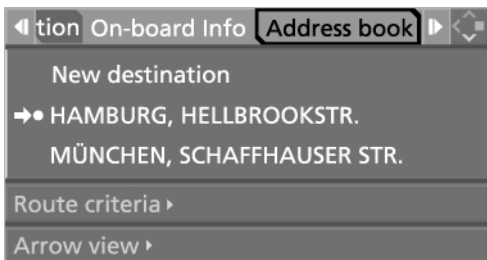 tion On-board Info Address book
New destination
HAMBURG, HELLBROOKSTR.
MÜNCHEN, SCHAFFHAUSER STR.
Route criteria
Arrow view